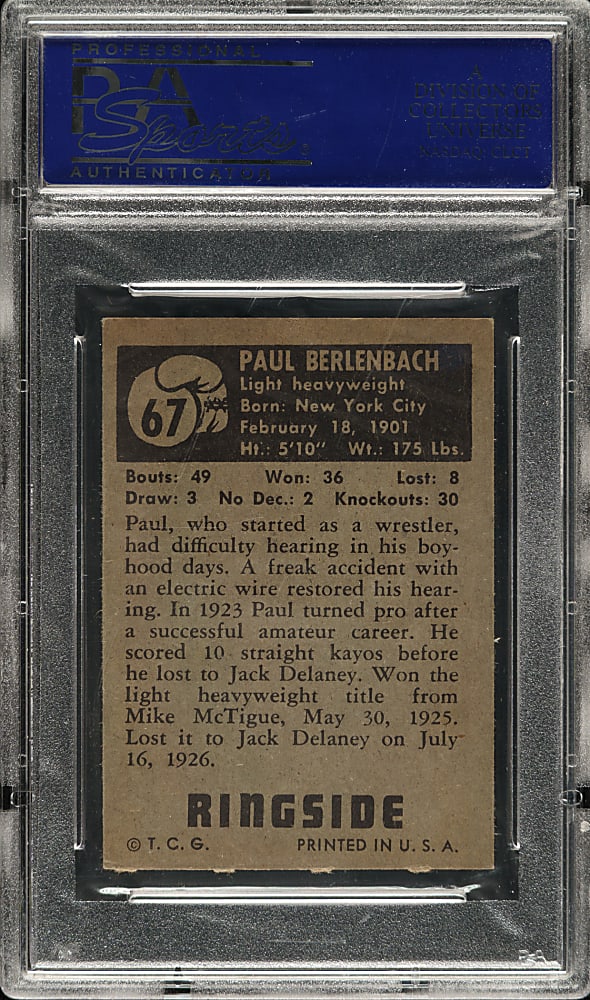 PROFESSIONAL
PSA
Sports
AUTHENTICATOR
A
DIVISION OF
COLLECTORS
UNIVERSE
NASDAQ: CLCT
67
PAUL BERLENBACH
Light heavyweight
Born: New York City
February 18, 1901
Ht.: 5'10" Wt.: 175 Lbs.
Bouts: 49 Won: 36 Lost: 8
Draw: 3 No Dec.: 2 Knockouts: 30
Paul, who started as a wrestler,
had difficulty hearing in his boy-
hood days. A freak accident with
an electric wire restored his hear-
ing. In 1923 Paul turned pro after
a successful amateur career. He
scored 10 straight kayos before
he lost to Jack Delaney. Won the
light heavyweight title from
Mike McTigue, May 30, 1925.
Lost it to Jack Delaney on July
16, 1926.
RINGSIDE
© T. C. G. PRINTED IN U. S. A.
PSA